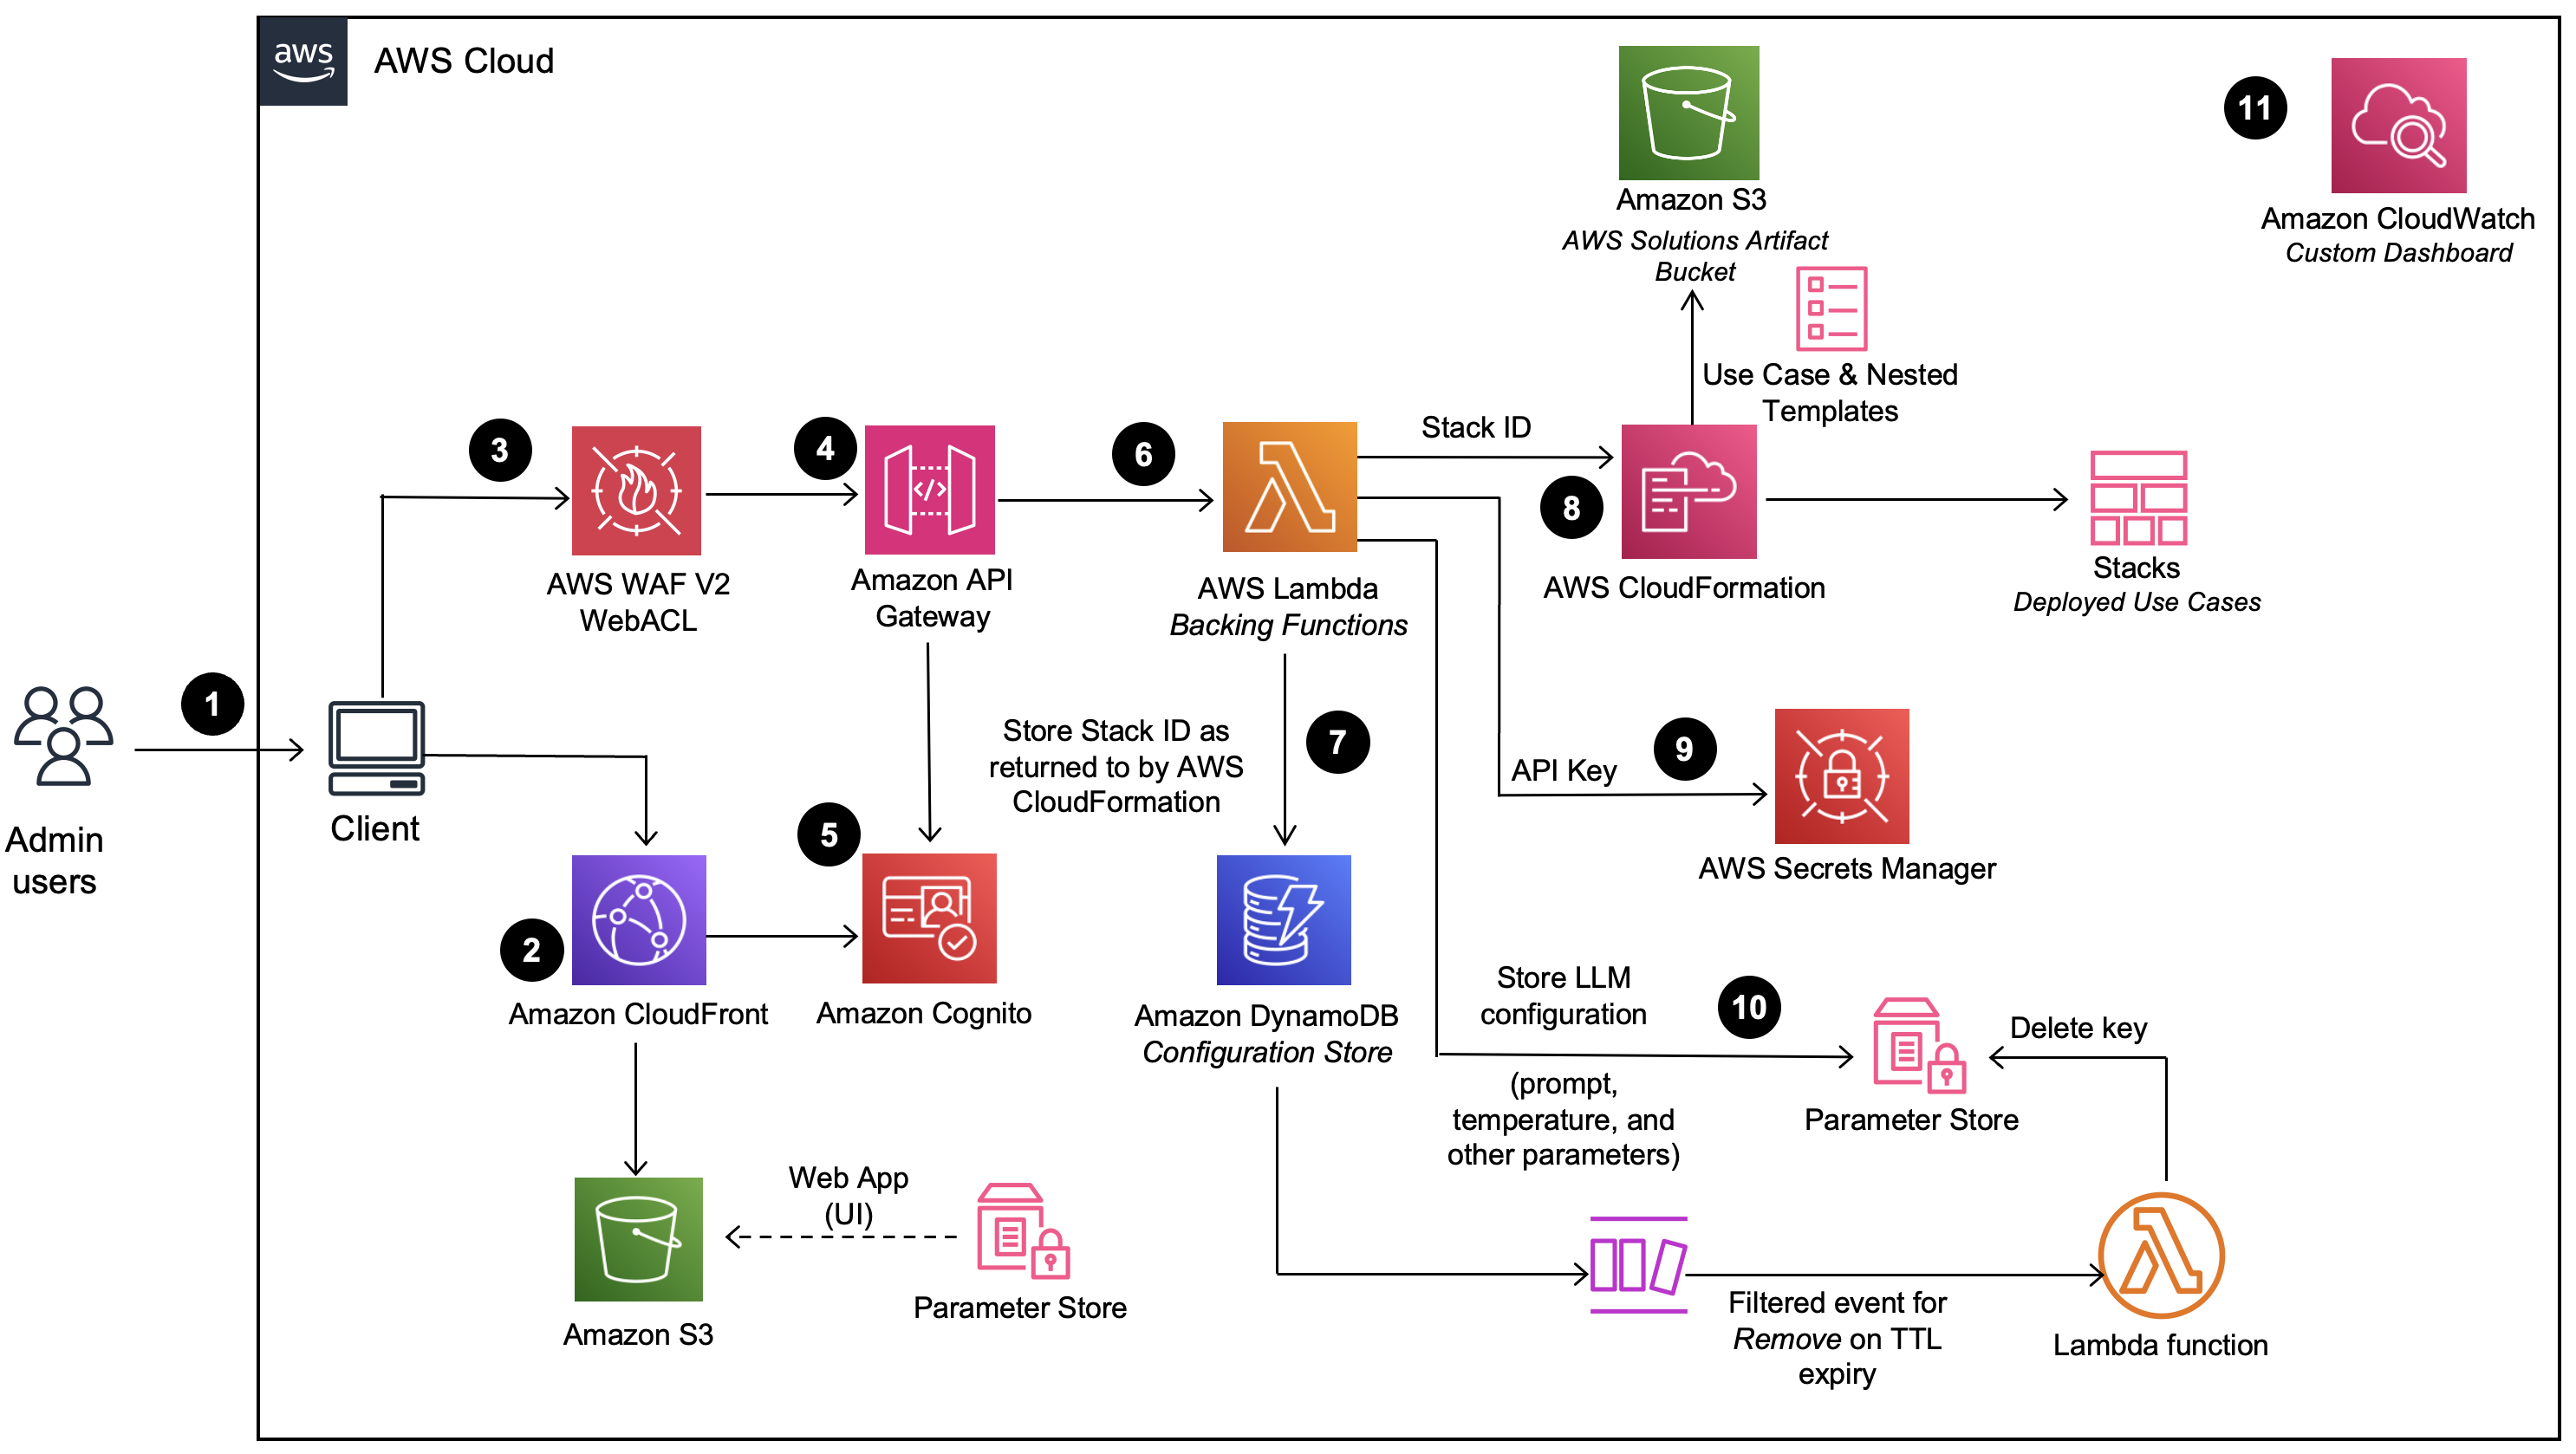 aws
AWS Cloud
Amazon S3
AWS Solutions Artifact
Bucket
11
Amazon CloudWatch
Custom Dashboard
Use Case & Nested
Templates
3
AWS WAF V2
WebACL
4
Amazon API
Gateway
6
AWS Lambda
Backing Functions
Stack ID
8
AWS CloudFormation
Stacks
Deployed Use Cases
Admin
users
1
Client
Store Stack ID as
returned to by AWS
CloudFormation
7
API Key
9
AWS Secrets Manager
2
Amazon CloudFront
5
Amazon Cognito
Amazon DynamoDB
Configuration Store
Store LLM
configuration
10
(prompt,
temperature, and
other parameters)
Parameter Store
Delete key
Web App
(UI)
Amazon S3
Parameter Store
Filtered event for
Remove on TTL
expiry
Lambda function